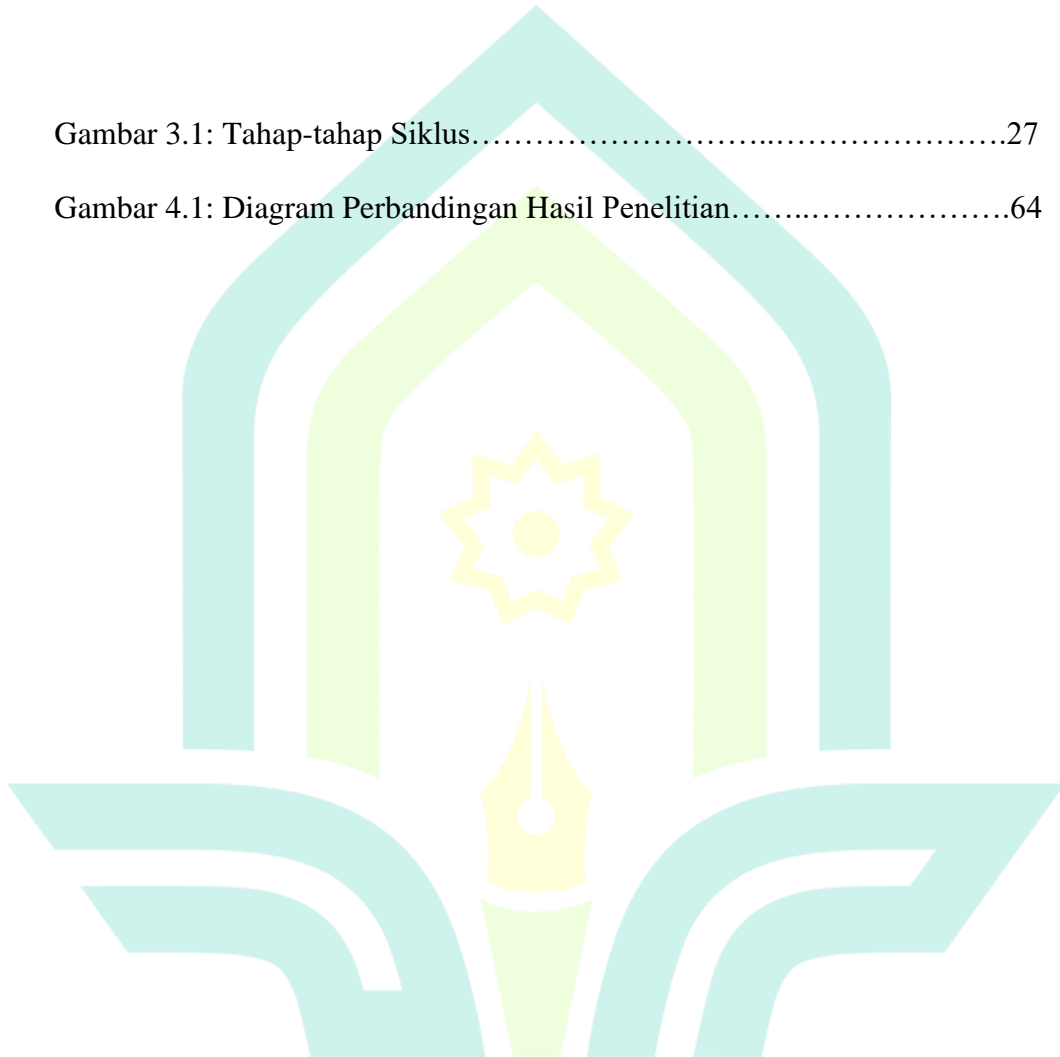 Gambar 3.1: Tahap-tahap Siklus………………………..………………….27
Gambar 4.1: Diagram Perbandingan Hasil Penelitian……..……………….64